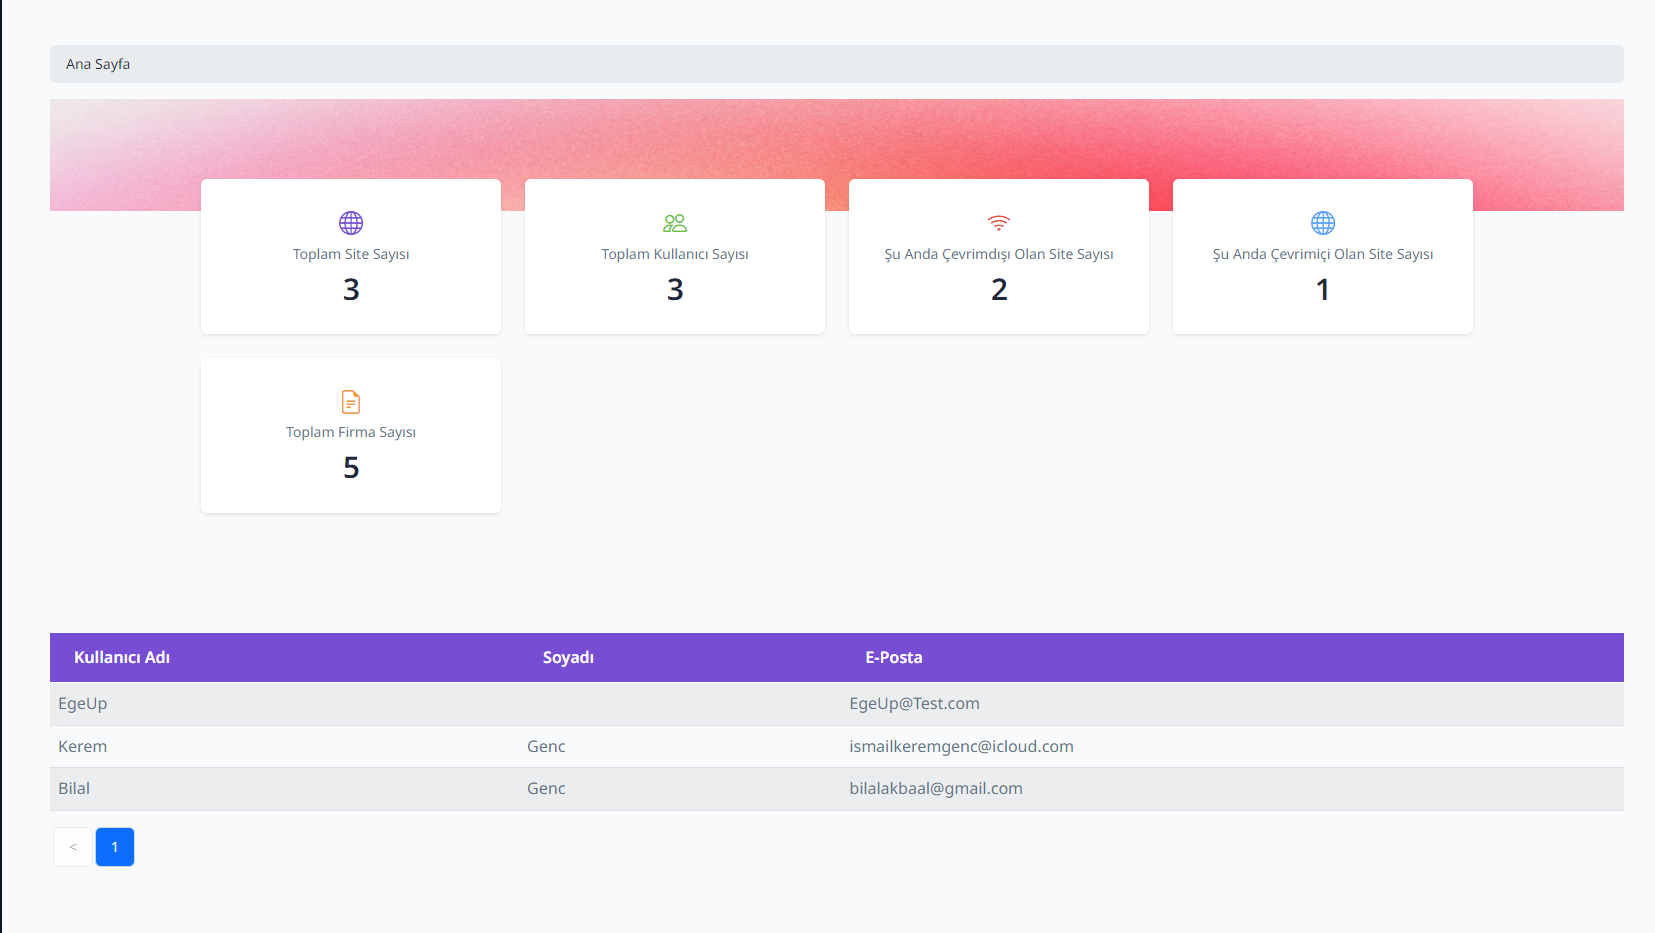 Ana Sayfa
Toplam Site Sayısı
3
Toplam Kullanıcı Sayısı
3
Şu Anda Çevrimdışı Olan Site Sayısı
2
Şu Anda Çevrimiçi Olan Site Sayısı
1
Toplam Firma Sayısı
5
Kullanıcı Adı Soyadı E-Posta
EgeUp EgeUp@Test.com
Kerem Genc ismailkeremgenc@icloud.com
Bilal Genc bilalakbaal@gmail.com
< 1